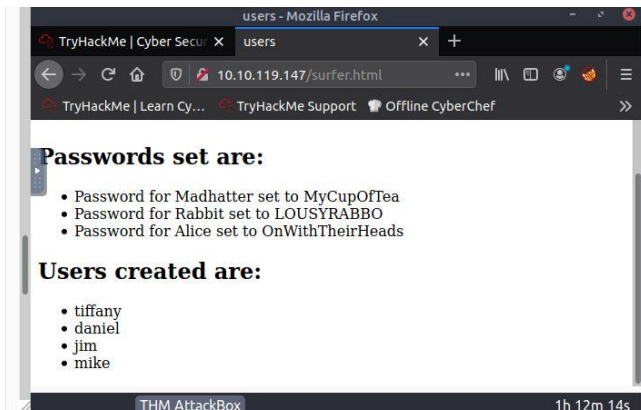 users - Mozilla Firefox
TryHackMe | Cyber Secur
users
10.10.119.147/surfer.html
TryHackMe | Learn Cy...
TryHackMe Support
Offline CyberChef
Passwords set are:
Password for Madhatter set to MyCupOfTea
Password for Rabbit set to LOUSYRABBO
Password for Alice set to OnWithTheirHeads
Users created are:
tiffany
daniel
jim
mike
THM AttackBox
1h 12m 14s